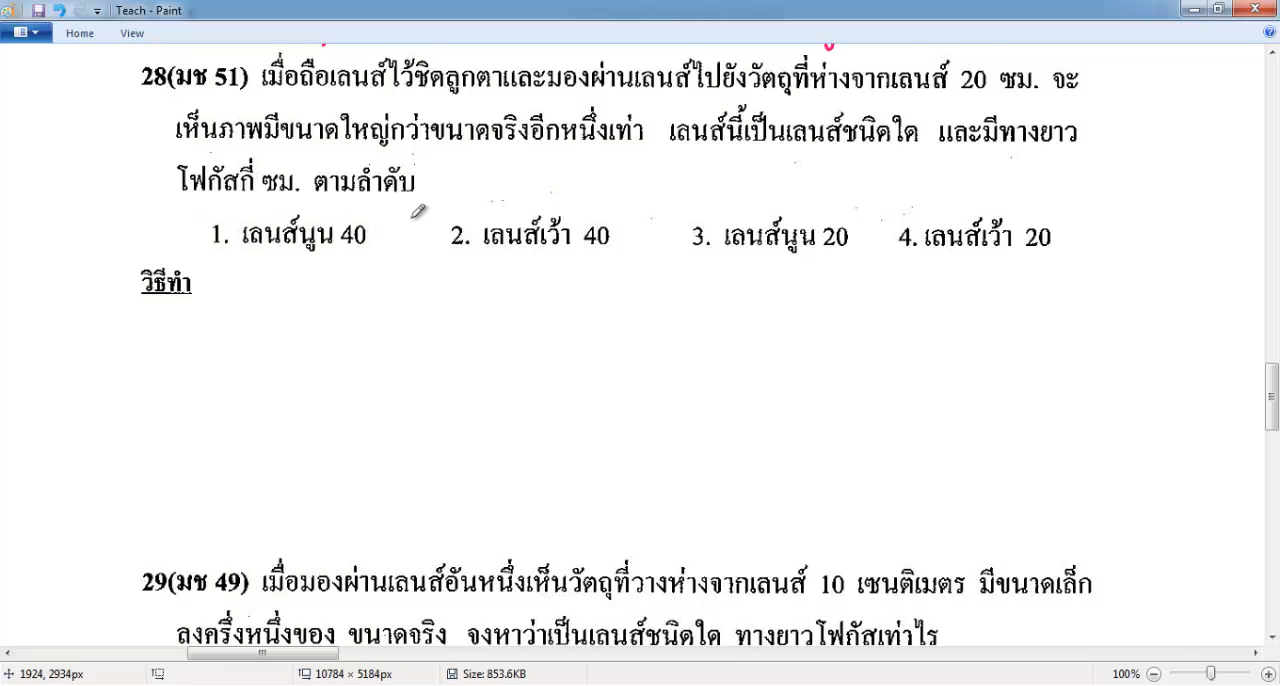 Teach - Paint
Home View
28(มช 51) เมื่อถือเลนส์ไว้ชิดลูกตาและมองผ่านเลนส์ไปยังวัตถุที่ห่างจากเลนส์ 20 ซม. จะ
เห็นภาพมีขนาดใหญ่กว่าขนาดจริงอีกหนึ่งเท่า เลนส์นี้เป็นเลนส์ชนิดใด และมีทางยาว
โฟกัสกี่ ซม. ตามลำดับ
1. เลนส์นูน 40 2. เลนส์เว้า 40 3. เลนส์นูน 20 4. เลนส์เว้า 20
วิธีทำ
29(มช 49) เมื่อมองผ่านเลนส์อันหนึ่งเห็นวัตถุที่วางห่างจากเลนส์ 10 เซนติเมตร มีขนาดเล็ก
ลงครึ่งหนึ่งของ ขนาดจริง จงหาว่าเป็นเลนส์ชนิดใด ทางยาวโฟกัสเท่าไร
1924, 2934px 10784 × 5184px Size: 853.6KB 100%